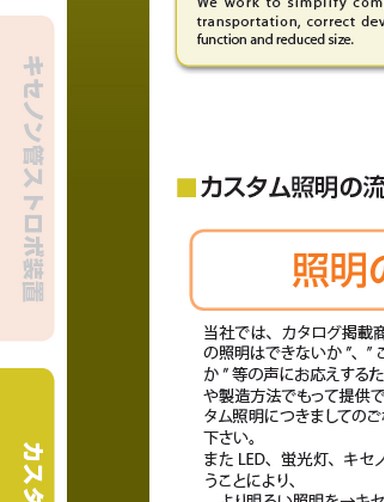 We work to simplify com
transportation, correct dev
function and reduced size.
キセノン管ストロボ装置
■カスタム照明の流
照明の
当社では、カタログ掲載商
の照明はできないか ”、” こ
か ” 等の声にお応えするた
や製造方法でもって提供で
タム照明につきましてのご
下さい。
また LED、蛍光灯、キセノ
うことにより、
より明るい照明を→キセ
カスタ